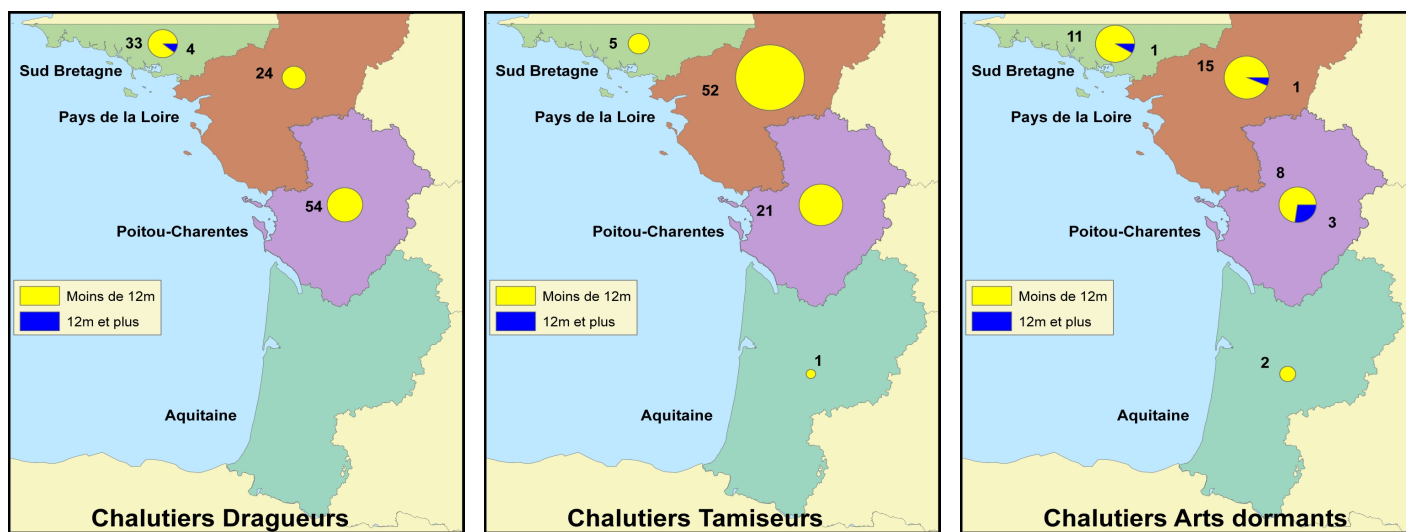 33
4
Sud Bretagne
24
Pays de la Loire
54
Poitou-Charentes
Moins de 12m
12m et plus
Aquitaine
Chalutiers Dragueurs
5
Sud Bretagne
52
Pays de la Loire
21
Poitou-Charentes
Moins de 12m
12m et plus
1
Aquitaine
Chalutiers Tamiseurs
11
1
Sud Bretagne
15
1
Pays de la Loire
8
3
Poitou-Charentes
Moins de 12m
12m et plus
2
Aquitaine
Chalutiers Arts dormants